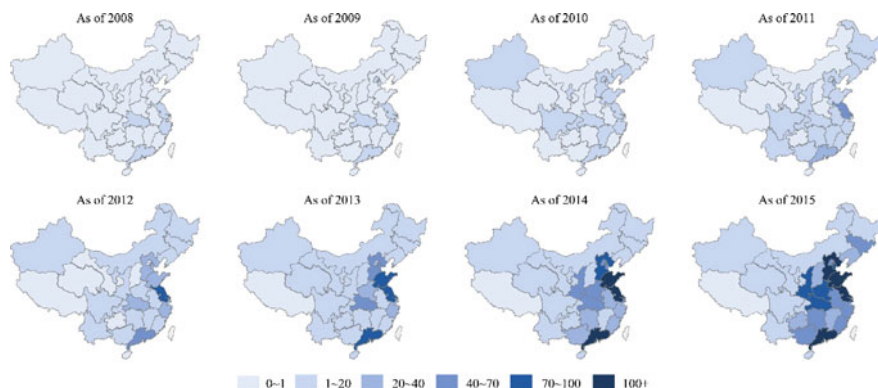 As of 2008 As of 2009 As of 2010 As of 2011
As of 2012 As of 2013 As of 2014 As of 2015
0~1 1~20 20~40 40~70 70~100 100+